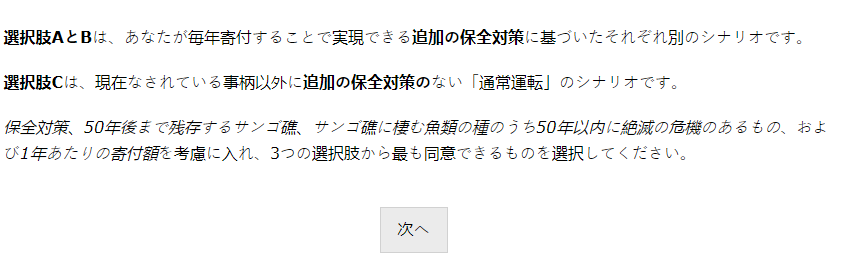 選択肢AとBは、あなたが毎年寄付することで実現できる追加の保全対策に基づいたそれぞれ別のシナリオです。
選択肢Cは、現在なされている事柄以外に追加の保全対策のない「通常運転」のシナリオです。
保全対策、50年後まで残存するサンゴ礁、サンゴ礁に棲む魚類の種のうち50年以内に絶滅の危機のあるもの、およ
び1年あたりの寄付額を考慮に入れ、3つの選択肢から最も同意できるものを選択してください。
次へ